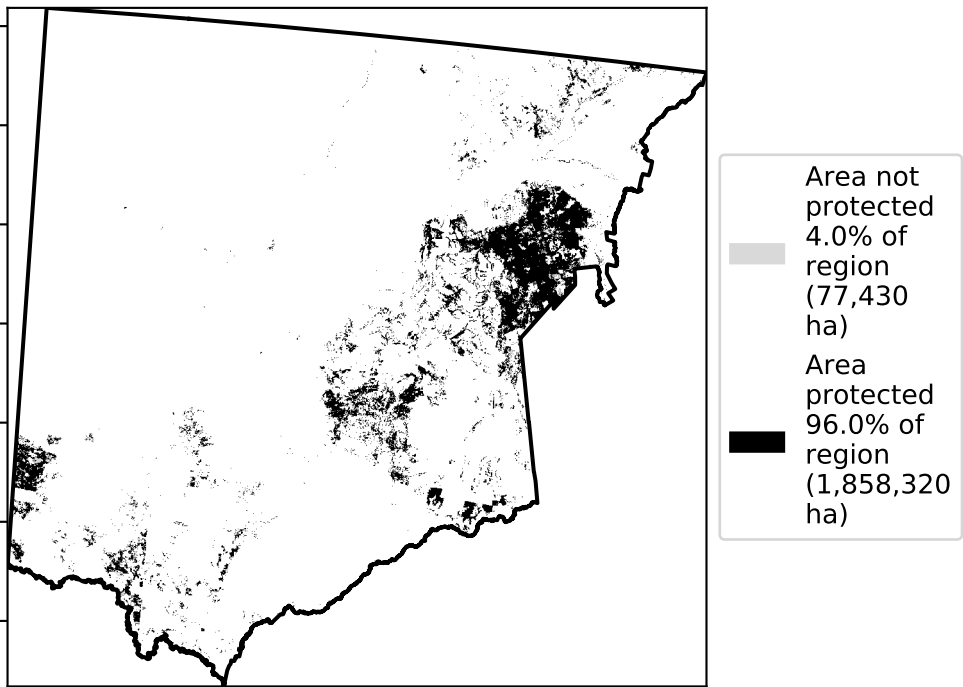 Area not
protected
4.0% of
region
(77,430
ha)
Area
protected
96.0% of
region
(1,858,320
ha)